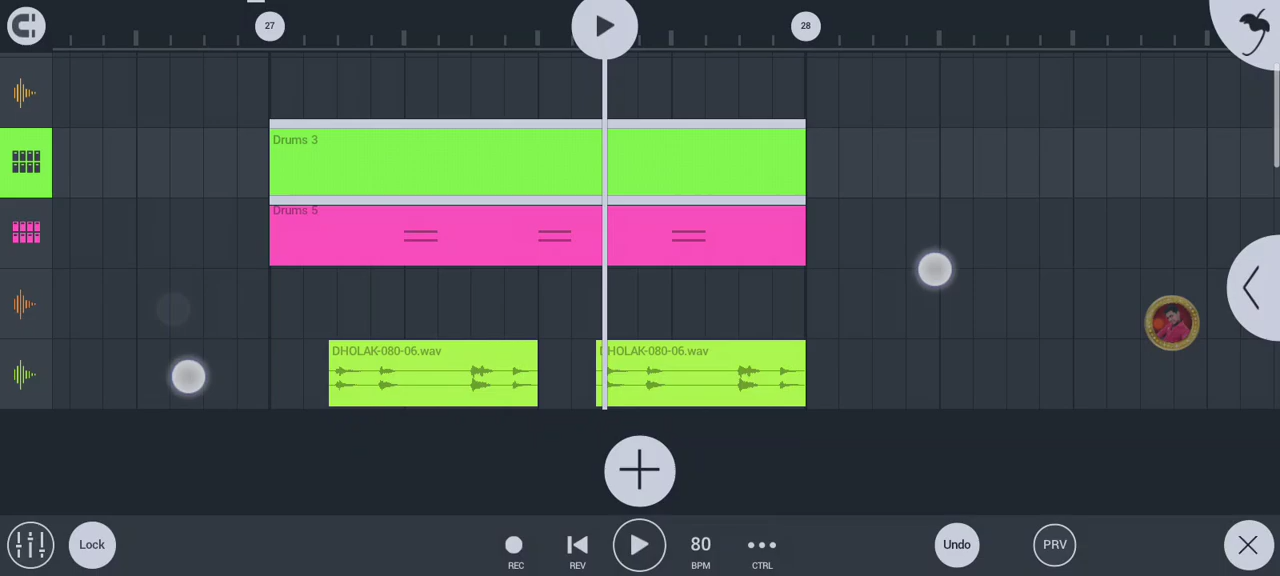 27
28
Drums 3
Drums 5
DHOLAK-080-06.wav
DHOLAK-080-06.wav
Lock
REC
REV
80
BPM
CTRL
Undo
PRV